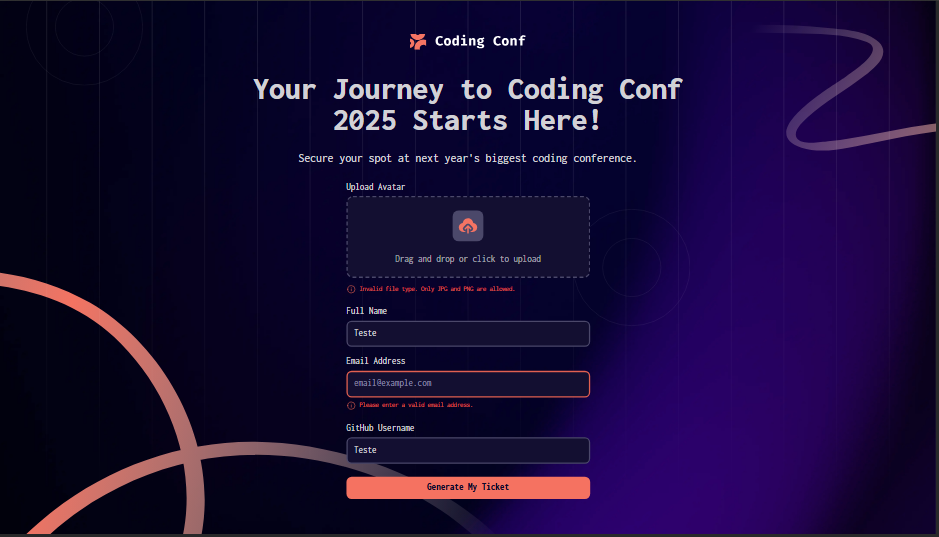 Coding Conf
Your Journey to Coding Conf
2025 Starts Here!
Secure your spot at next year's biggest coding conference.
Upload Avatar
Drag and drop or click to upload
Invalid file type. Only JPG and PNG are allowed.
Full Name
Teste
Email Address
email@example.com
Please enter a valid email address.
GitHub Username
Teste
Generate My Ticket